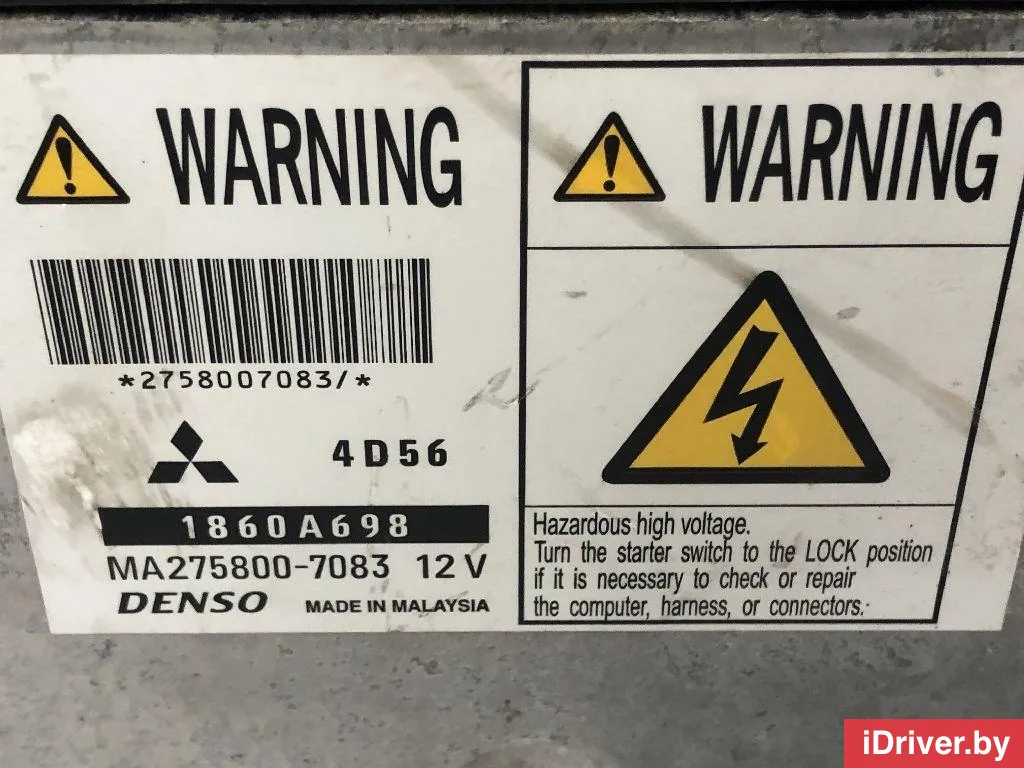 WARNING
*2758007083/*
4D56
1860A698
MA275800-7083 12 V
DENSO MADE IN MALAYSIA
WARNING
Hazardous high voltage.
Turn the starter switch to the LOCK position
if it is necessary to check or repair
the computer, harness, or connectors.
iDriver.by